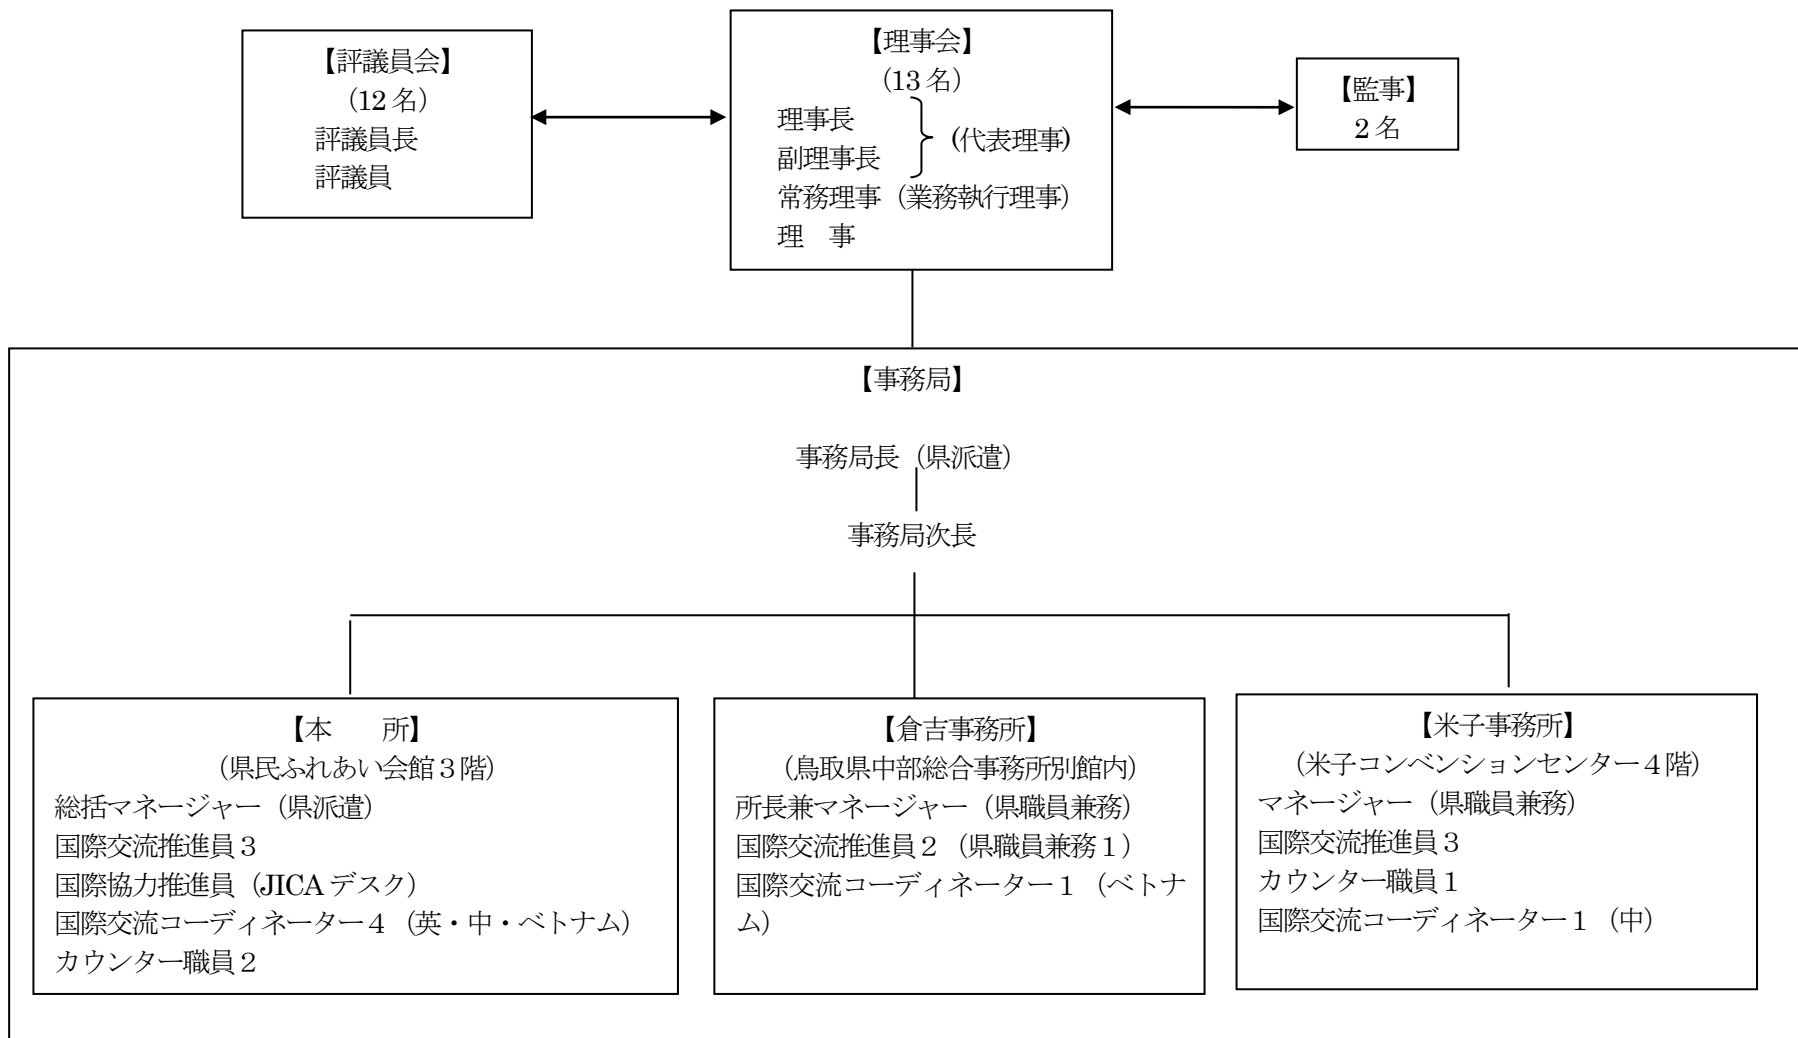 【評議員会】
（12名）
評議員長
評議員
【理事会】
（13名）
理事長
副理事長
（代表理事）
常務理事（業務執行理事）
理　事
【監事】
2名
【事務局】
事務局長（県派遣）
事務局次長
【本　　所】
（県民ふれあい会館３階）
総括マネージャー（県派遣）
国際交流推進員３
国際協力推進員（JICAデスク）
国際交流コーディネーター４（英・中・ベトナム）
カウンター職員２
【倉吉事務所】
（鳥取県中部総合事務所別館内）
所長兼マネージャー（県職員兼務）
国際交流推進員２（県職員兼務１）
国際交流コーディネーター１（ベトナ
ム）
【米子事務所】
（米子コンベンションセンター４階）
マネージャー（県職員兼務）
国際交流推進員３
カウンター職員１
国際交流コーディネーター１（中）